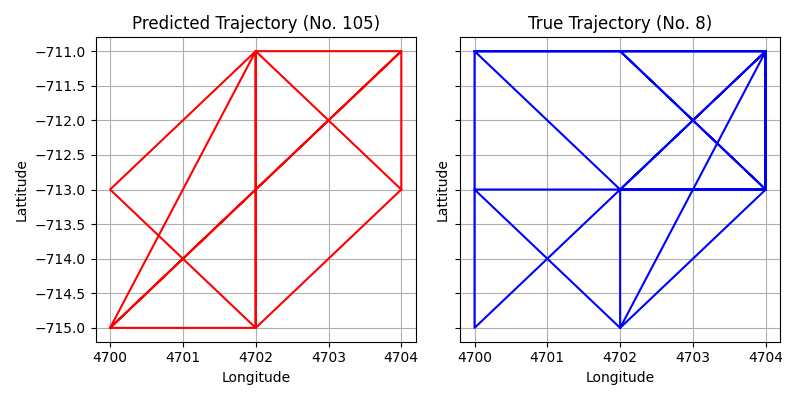 Predicted Trajectory (No. 105)
True Trajectory (No. 8)
−711.0
−711.5
−712.0
−712.5
−713.0
−713.5
−714.0
−714.5
−715.0
Lattitude
Lattitude
4700 4701 4702 4703 4704
4700 4701 4702 4703 4704
Longitude
Longitude